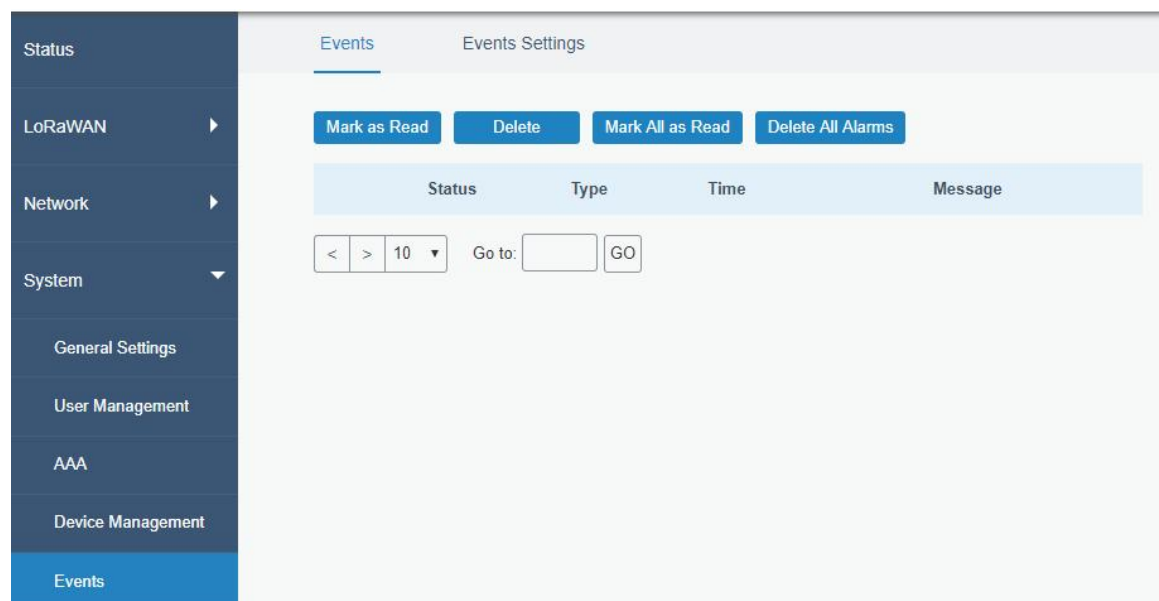 Status
LoRaWAN
Network
System
General Settings
User Management
AAA
Device Management
Events
Events Events Settings
Mark as Read Delete Mark All as Read Delete All Alarms
Status Type Time Message
< > 10 ▼ Go to: GO